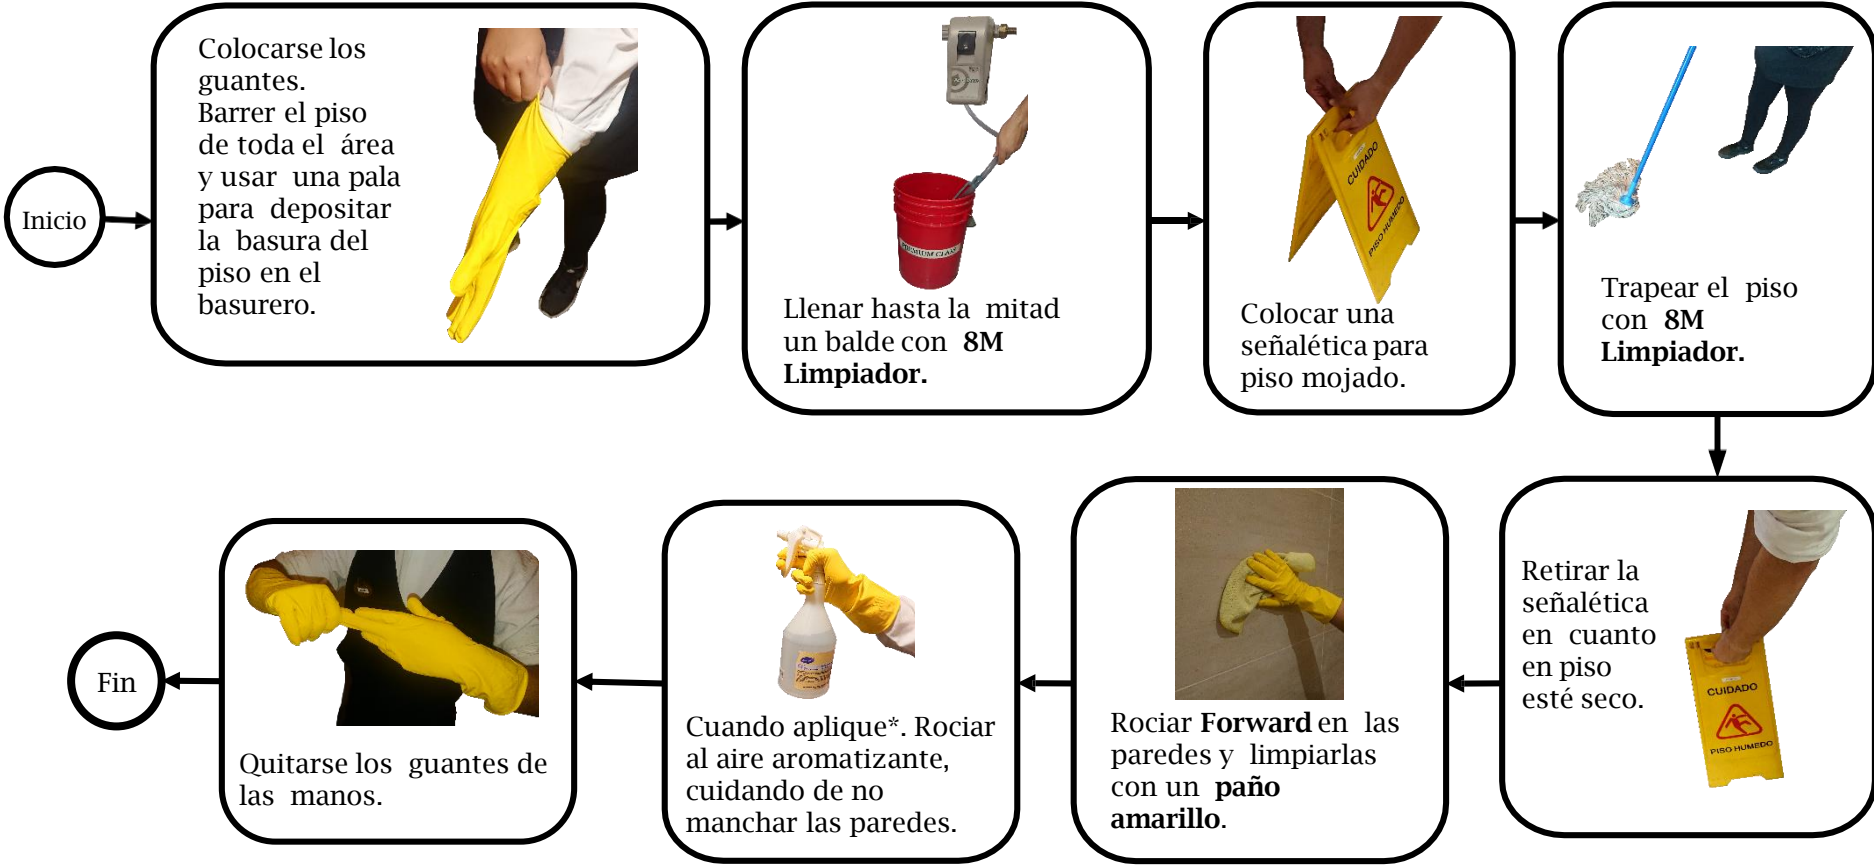 Inicio
Colocarse los
guantes.
Barrer el piso
de toda el área
y usar una pala
para depositar
la basura del
piso en el
basurero.
PREMIUM CLASS
Llenar hasta la mitad
un balde con 8M
Limpiador.
CUIDADO
PISO HUMEDO
Colocar una
señalética para
piso mojado.
Trapear el piso
con 8M
Limpiador.
Retirar la
señalética
en cuanto
en piso
esté seco.
CUIDADO
PISO HUMEDO
Rociar Forward en las
paredes y limpiarlas
con un paño
amarillo.
Cuando aplique*. Rociar
al aire aromatizante,
cuidando de no
manchar las paredes.
Quitarse los guantes de
las manos.
Fin